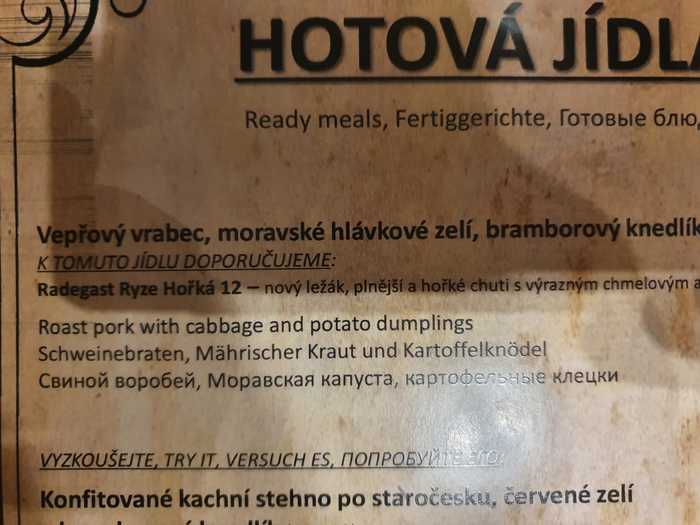 HOTOVÁ JÍDLA
Ready meals, Fertiggerichte, Готовые блю,
Vepřový vrabec, moravské hlávkové zelí, bramborový knedlík
K TOMUTO JÍDLU DOPORUČUJEME:
Radegast Ryze Hořká 12 – nový ležák, plnější a hořké chuti s výrazným chmelovým a
Roast pork with cabbage and potato dumplings
Schweinebraten, Mährischer Kraut und Kartoffelknödel
Свиной воробей, Моравская капуста, картофельные клецки
VYZKOUŠEJTE, TRY IT, VERSUCH ES, ПОПРОБУЙТЕ ЕГО:
Konfitované kachní stehno po staročesku, červené zelí